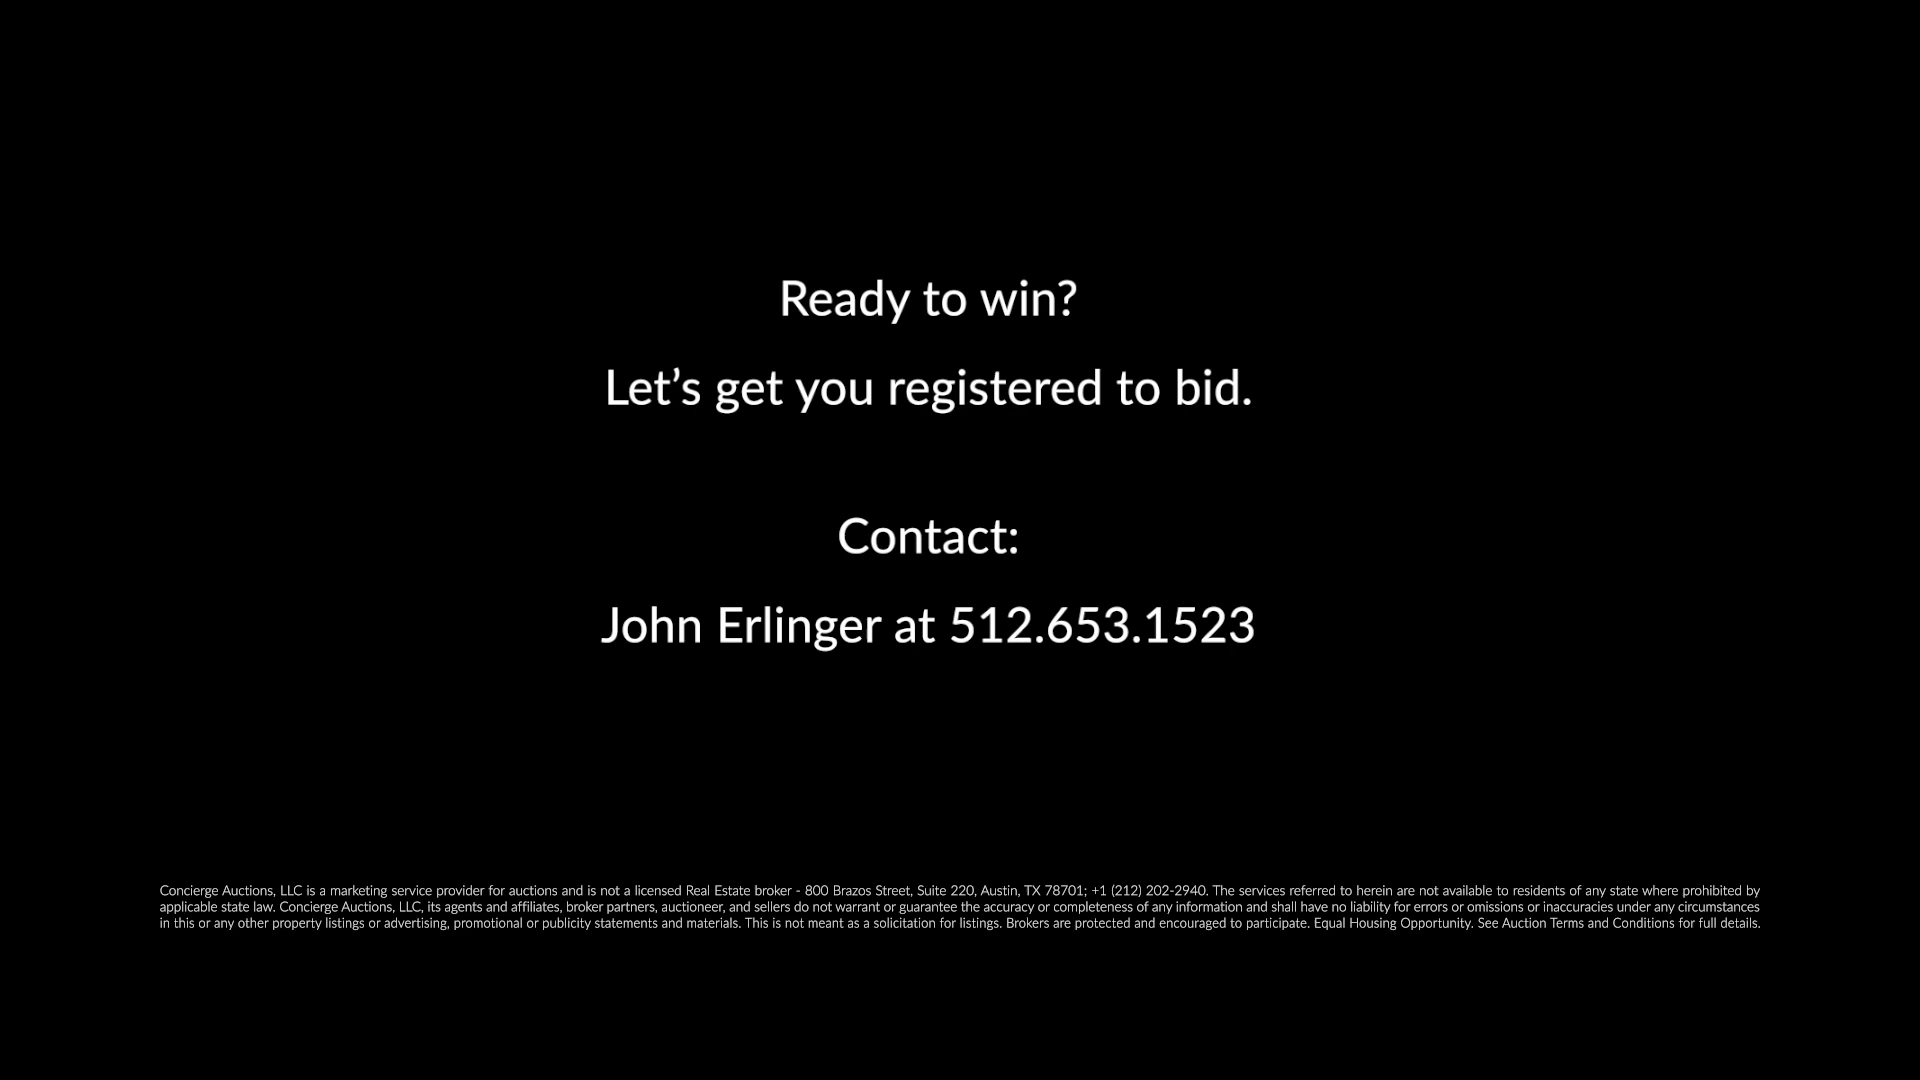 Ready to win?
Let’s get you registered to bid.
Contact:
John Erlinger at 512.653.1523
Concierge Auctions, LLC is a marketing service provider for auctions and is not a licensed Real Estate broker - 800 Brazos Street, Suite 220, Austin, TX 78701; +1 (212) 202-2940. The services referred to herein are not available to residents of any state where prohibited by
applicable state law. Concierge Auctions, LLC, its agents and affiliates, broker partners, auctioneer, and sellers do not warrant or guarantee the accuracy or completeness of any information and shall have no liability for errors or omissions or inaccuracies under any circumstances
in this or any other property listings or advertising, promotional or publicity statements and materials. This is not meant as a solicitation for listings. Brokers are protected and encouraged to participate. Equal Housing Opportunity. See Auction Terms and Conditions for full details.